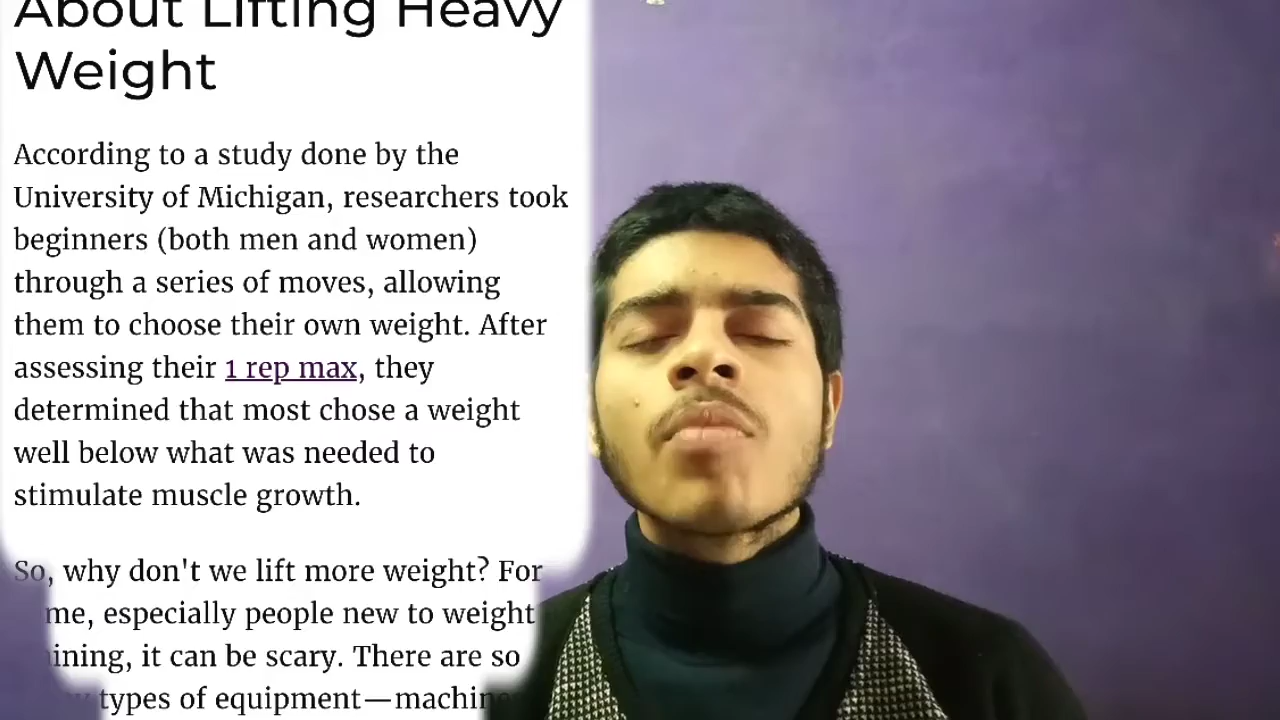 About Lifting Heavy
Weight
According to a study done by the
University of Michigan, researchers took
beginners (both men and women)
through a series of moves, allowing
them to choose their own weight. After
assessing their 1 rep max, they
determined that most chose a weight
well below what was needed to
stimulate muscle growth.
So, why don't we lift more weight? For
me, especially people new to weight
ining, it can be scary. There are so
types of equipment—machin